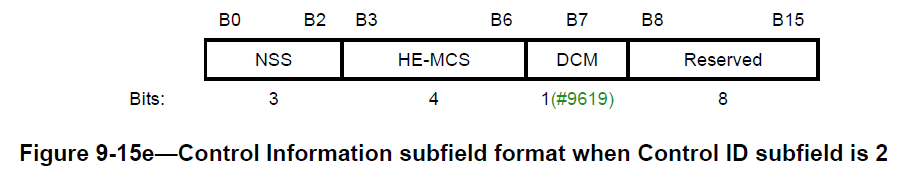 B0 B2 B3 B6 B7 B8 B15
NSS HE-MCS DCM Reserved
Bits: 3 4 1(#9619) 8
Figure 9-15e—Control Information subfield format when Control ID subfield is 2